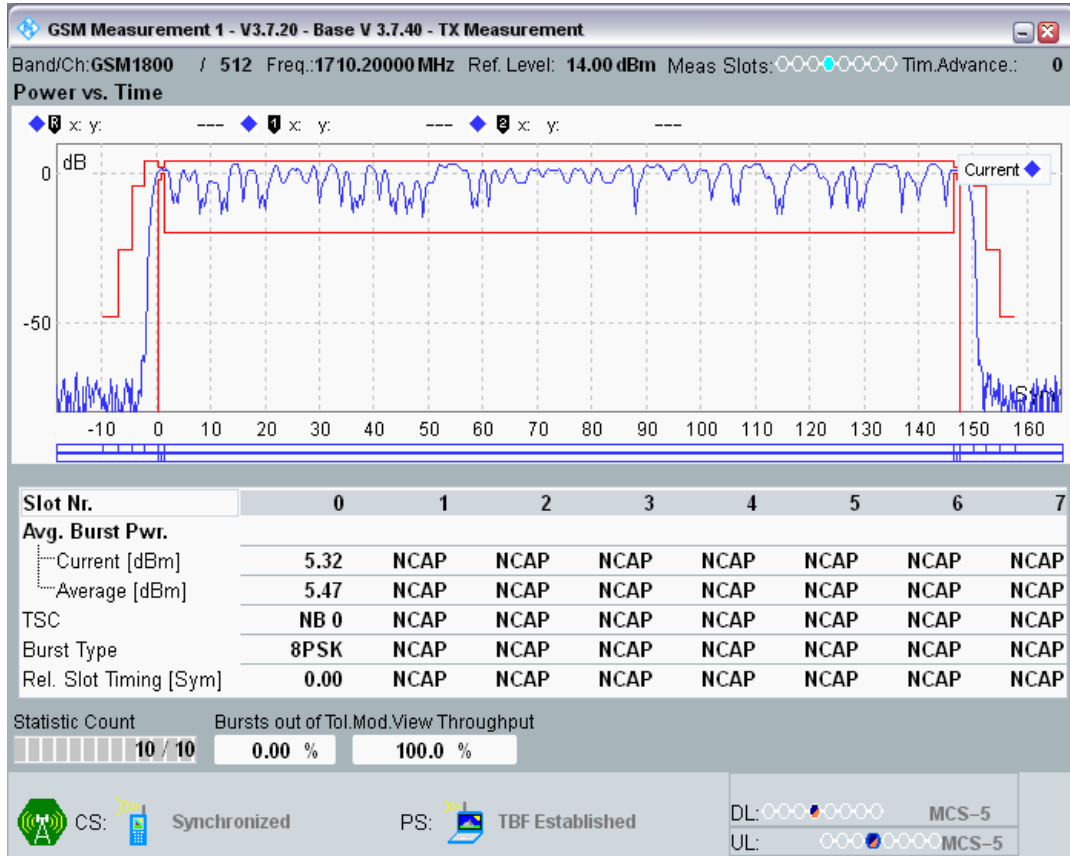 GSM Measurement 1 - V3.7.20 - Base V 3.7.40 - TX Measurement
Band/Ch:GSM1800 / 512 Freq.:1710.20000 MHz Ref. Level: 14.00 dBm Meas Slots: Tim.Advance.: 0
Power vs. Time
R x: y: --- 1 x: y: --- 2 x: y: ---
dB
Current
0
-50
Sym
-10 0 10 20 30 40 50 60 70 80 90 100 110 120 130 140 150 160
Slot Nr. 0 1 2 3 4 5 6 7
Avg. Burst Pwr.
Current [dBm] 5.32 NCAP NCAP NCAP NCAP NCAP NCAP NCAP
Average [dBm] 5.47 NCAP NCAP NCAP NCAP NCAP NCAP NCAP
TSC NB 0 NCAP NCAP NCAP NCAP NCAP NCAP NCAP
Burst Type 8PSK NCAP NCAP NCAP NCAP NCAP NCAP NCAP
Rel. Slot Timing [Sym] 0.00 NCAP NCAP NCAP NCAP NCAP NCAP NCAP
Statistic Count Bursts out of Tol. Mod.View Throughput
10 / 10 0.00 % 100.0 %
CS: Synchronized PS: TBF Established
DL: MCS-5
UL: MCS-5